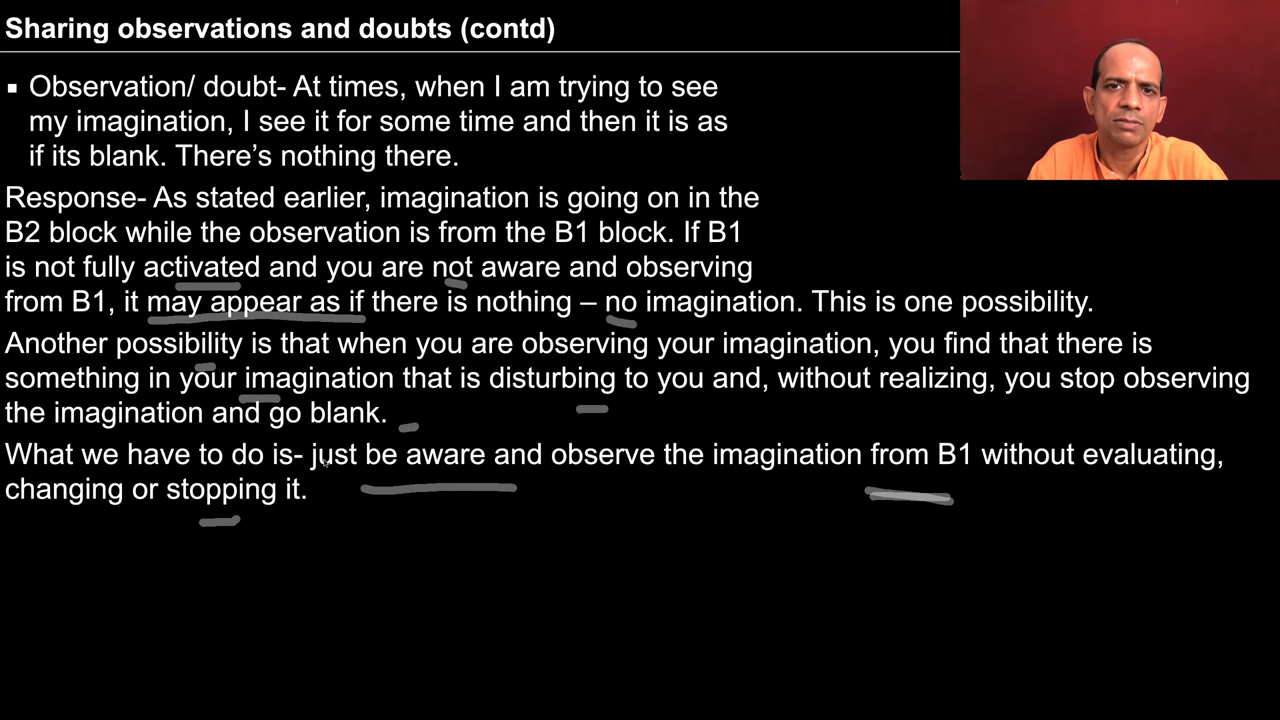 Sharing observations and doubts (contd)
▪ Observation/ doubt- At times, when I am trying to see
my imagination, I see it for some time and then it is as
if its blank. There's nothing there.
Response- As stated earlier, imagination is going on in the
B2 block while the observation is from the B1 block. If B1
is not fully activated and you are not aware and observing
from B1, it may appear as if there is nothing – no imagination. This is one possibility.
Another possibility is that when you are observing your imagination, you find that there is
something in your imagination that is disturbing to you and, without realizing, you stop observing
the imagination and go blank.
What we have to do is- just be aware and observe the imagination from B1 without evaluating,
changing or stopping it.